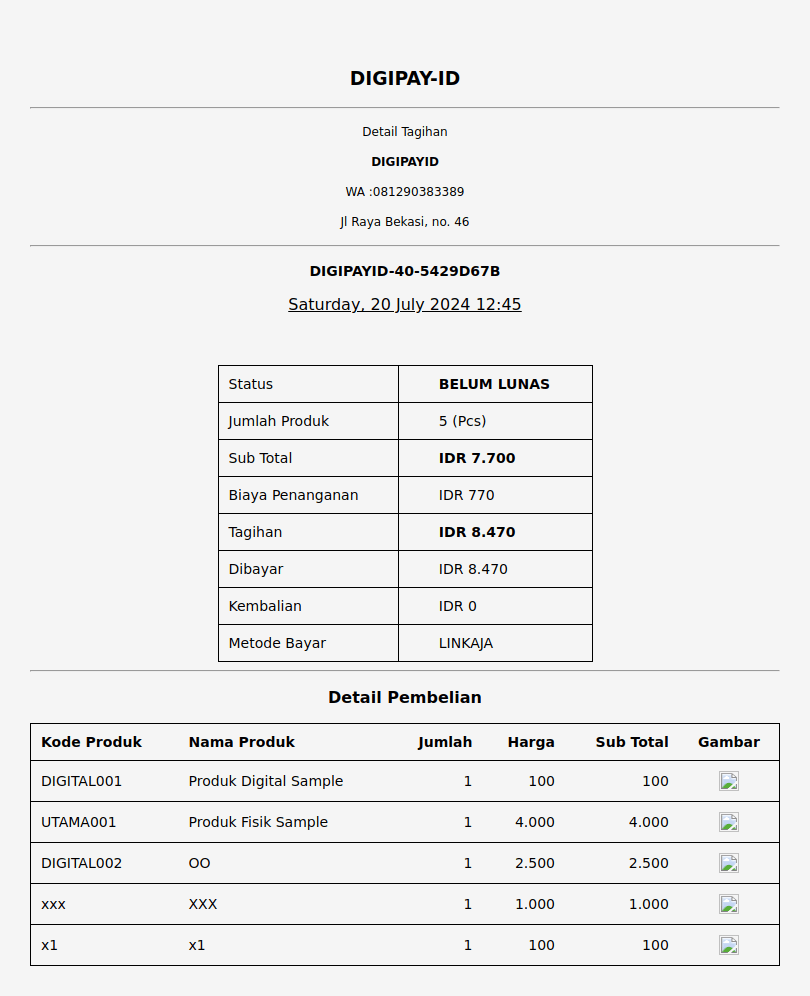 DIGIPAY-ID
Detail Tagihan
DIGIPAYID
WA :081290383389
Jl Raya Bekasi, no. 46
DIGIPAYID-40-5429D67B
Saturday, 20 July 2024 12:45
Status BELUM LUNAS
Jumlah Produk 5 (Pcs)
Sub Total IDR 7.700
Biaya Penanganan IDR 770
Tagihan IDR 8.470
Dibayar IDR 8.470
Kembalian IDR 0
Metode Bayar LINKAJA
Detail Pembelian
Kode Produk Nama Produk Jumlah Harga Sub Total Gambar
DIGITAL001 Produk Digital Sample 1 100 100
UTAMA001 Produk Fisik Sample 1 4.000 4.000
DIGITAL002 OO 1 2.500 2.500
xxx XXX 1 1.000 1.000
x1 x1 1 100 100